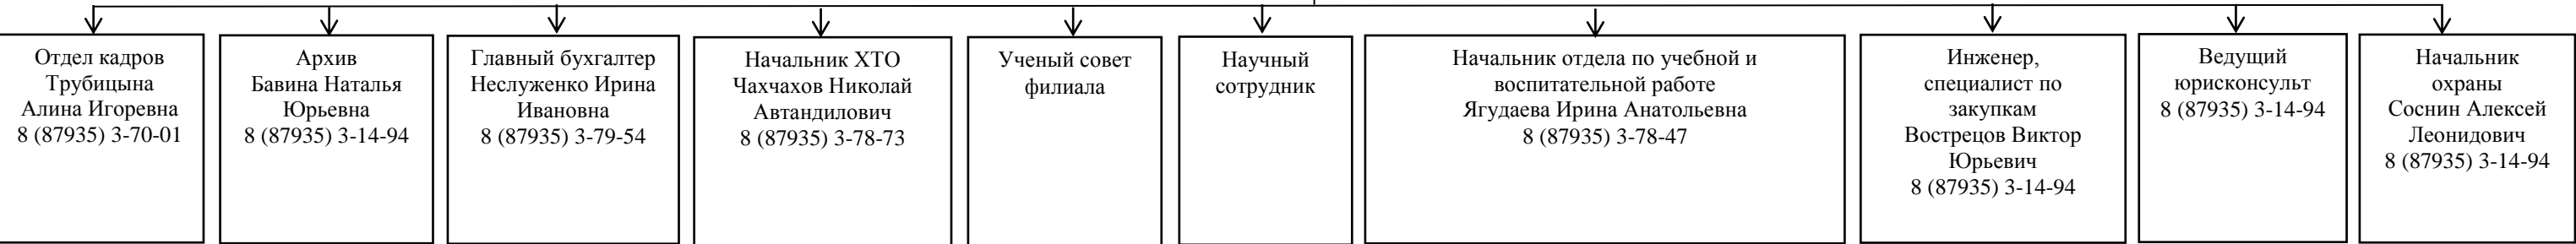 Отдел кадров
Трубицына
Алина Игоревна
8 (87935) 3-70-01
Архив
Бавина Наталья
Юрьевна
8 (87935) 3-14-94
Главный бухгалтер
Неслуженко Ирина
Ивановна
8 (87935) 3-79-54
Начальник ХТО
Чахчахов Николай
Автандилович
8 (87935) 3-78-73
Ученый совет
филиала
Научный
сотрудник
Начальник отдела по учебной и
воспитательной работе
Ягудаева Ирина Анатольевна
8 (87935) 3-78-47
Инженер,
специалист по
закупкам
Вострецов Виктор
Юрьевич
8 (87935) 3-14-94
Ведущий
юрисконсульт
8 (87935) 3-14-94
Начальник
охраны
Соснин Алексей
Леонидович
8 (87935) 3-14-94